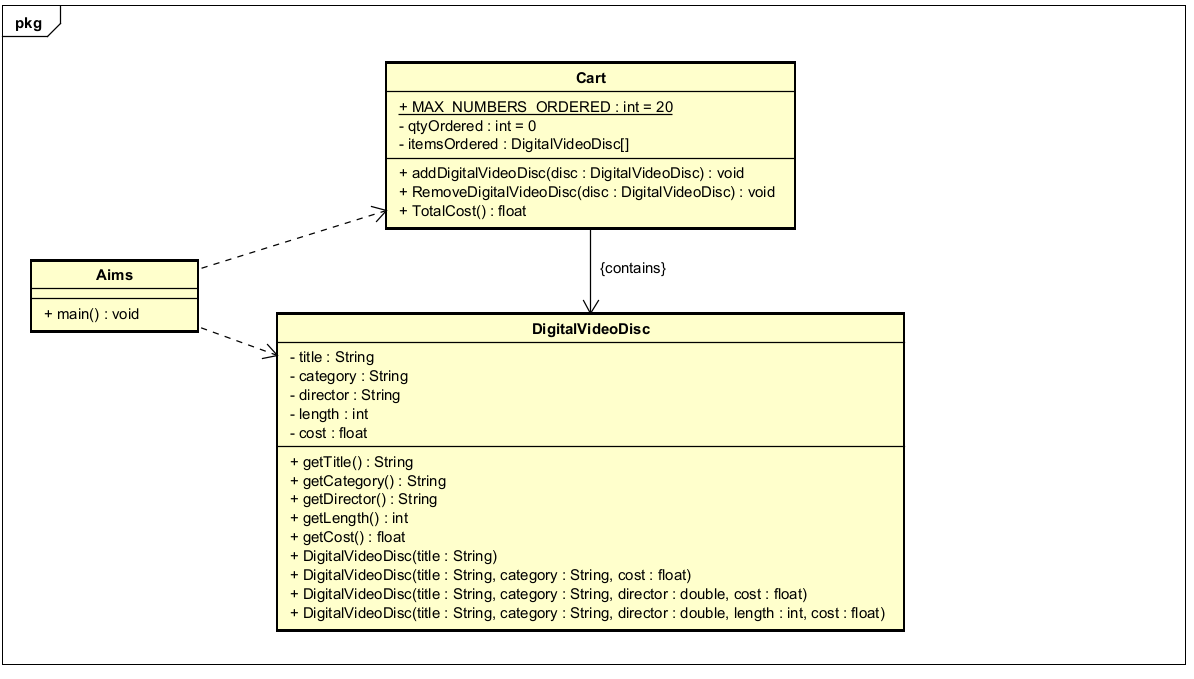 pkg
Cart
+ MAX_NUMBERS_ORDERED : int = 20
- qtyOrdered : int = 0
- itemsOrdered : DigitalVideoDisc[]
+ addDigitalVideoDisc(disc : DigitalVideoDisc) : void
+ RemoveDigitalVideoDisc(disc : DigitalVideoDisc) : void
+ TotalCost() : float
Aims
+ main() : void
{contains}
DigitalVideoDisc
- title : String
- category : String
- director : String
- length : int
- cost : float
+ getTitle() : String
+ getCategory() : String
+ getDirector() : String
+ getLength() : int
+ getCost() : float
+ DigitalVideoDisc(title : String)
+ DigitalVideoDisc(title : String, category : String, cost : float)
+ DigitalVideoDisc(title : String, category : String, director : double, cost : float)
+ DigitalVideoDisc(title : String, category : String, director : double, length : int, cost : float)